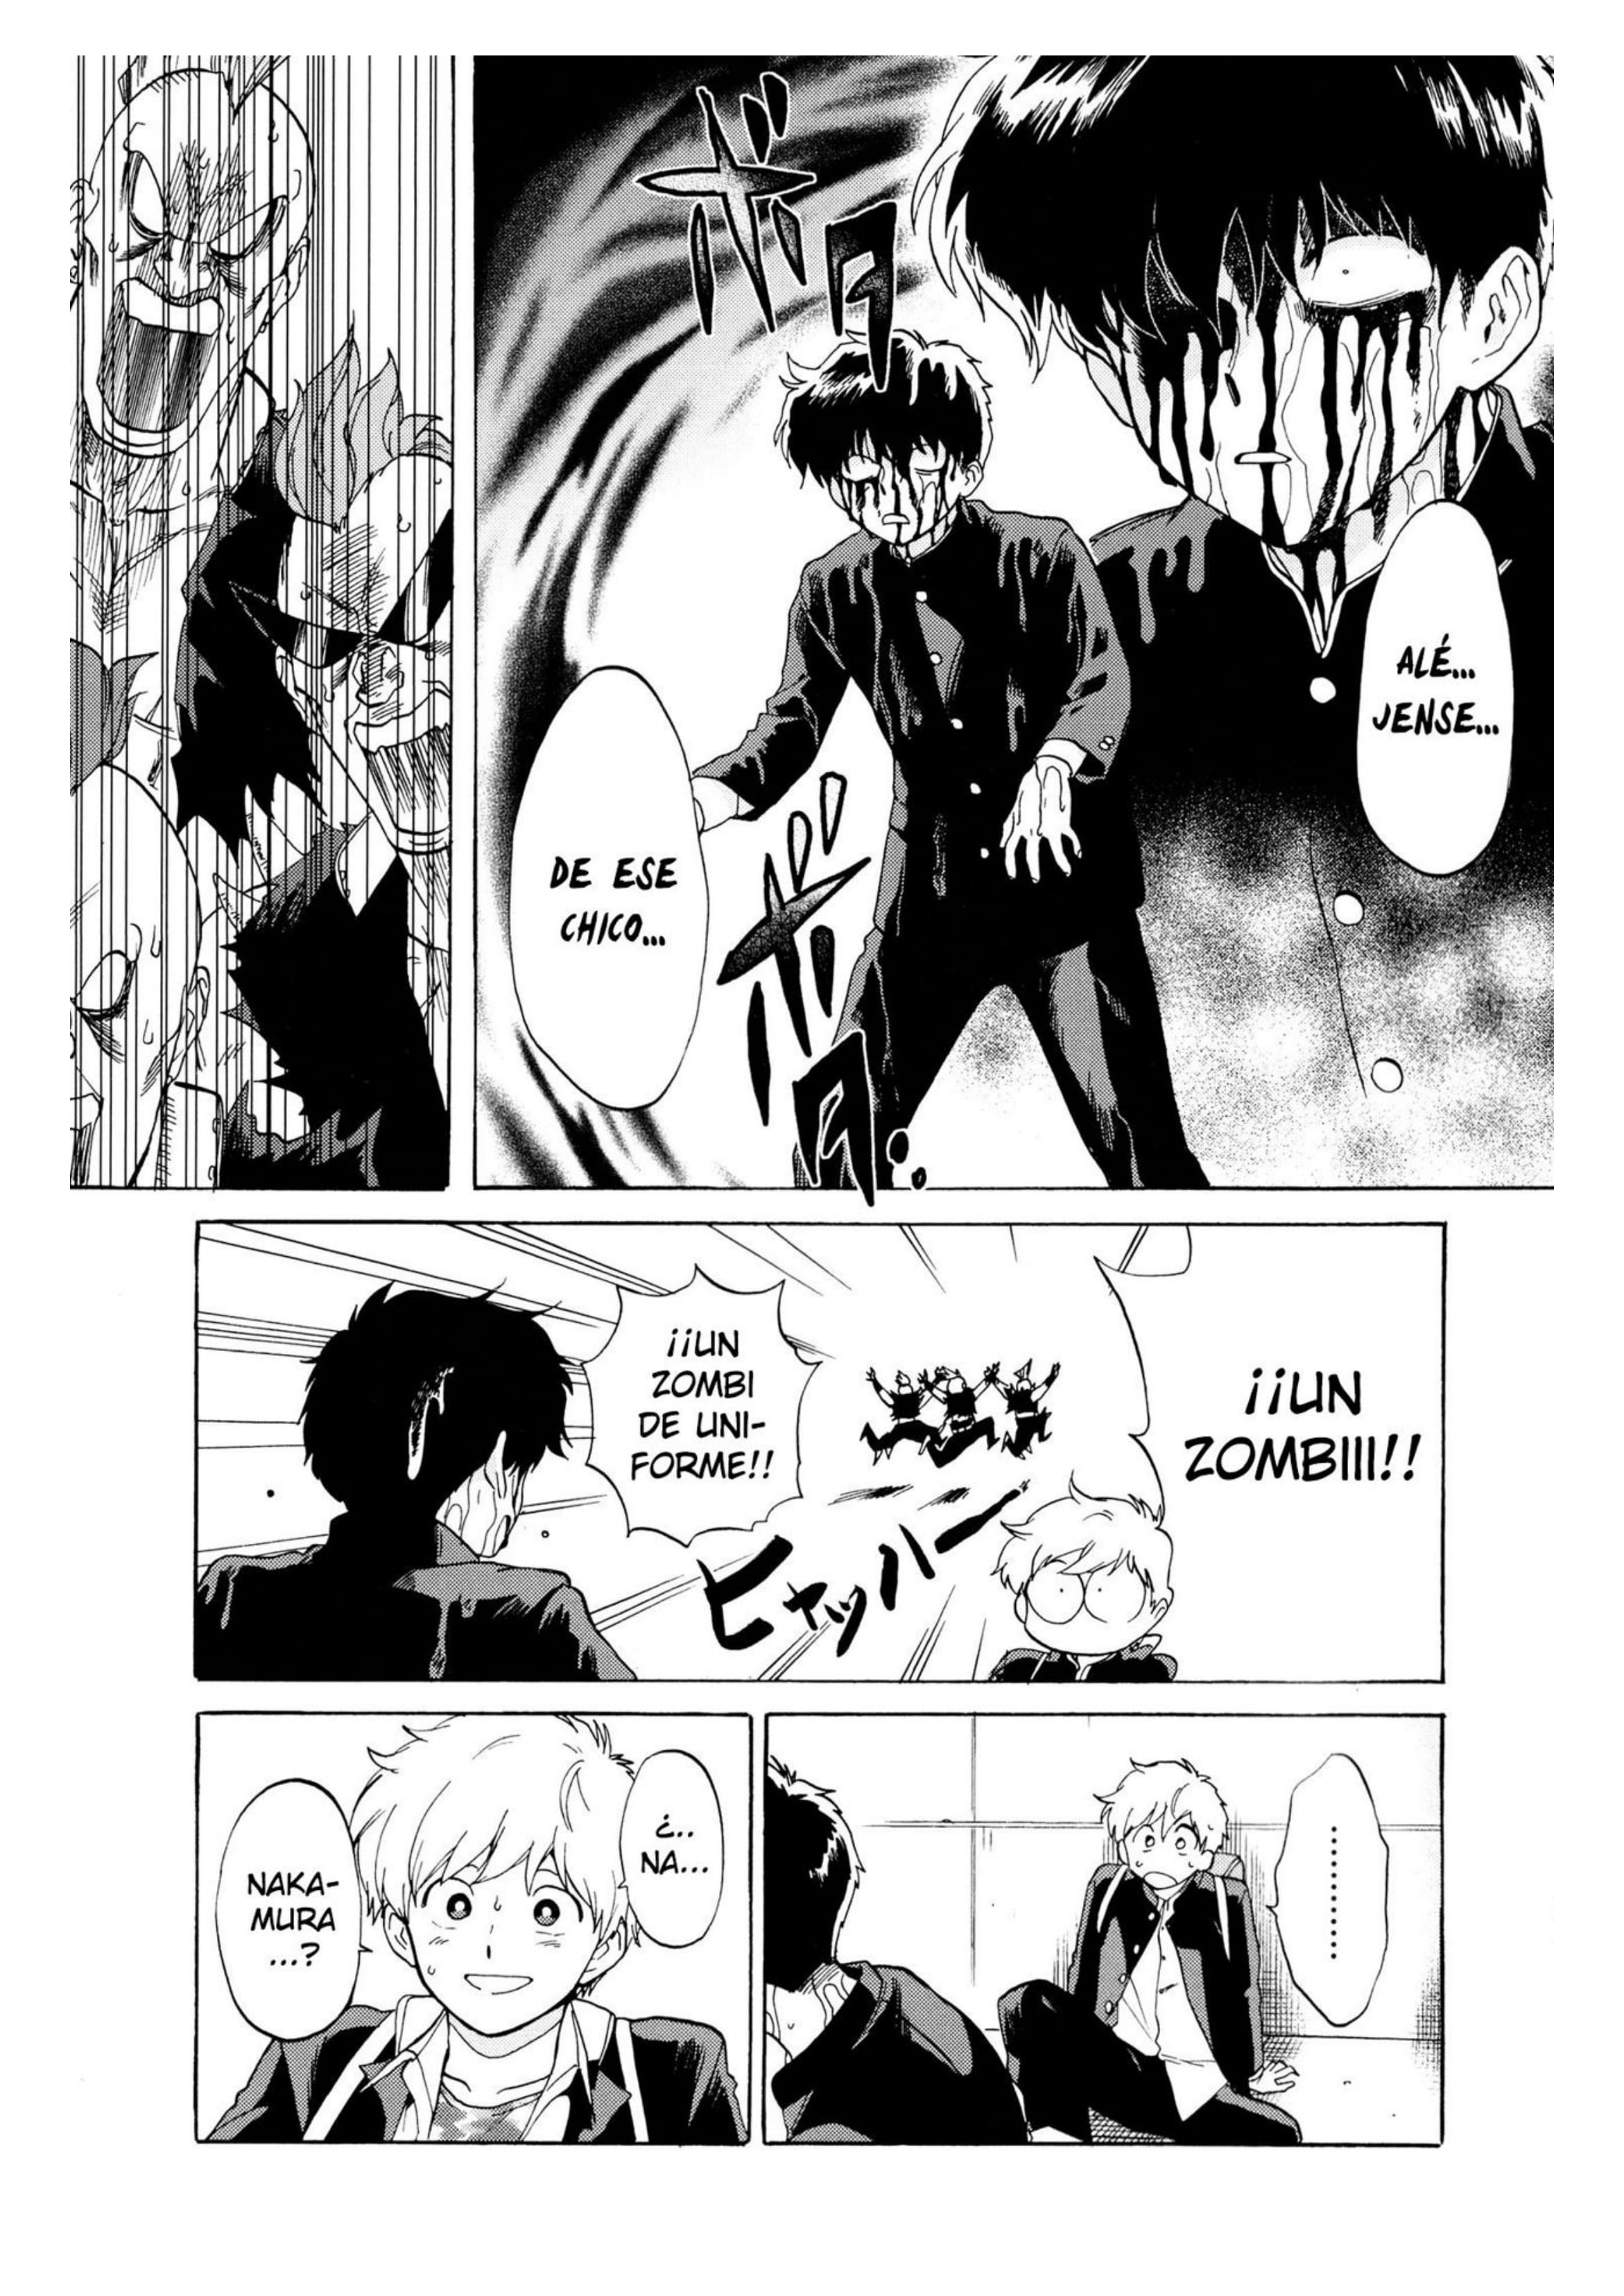 ボタ
ALÉ...
JENSE...
DE ESE
CHICO...
ボタ
¡¡UN
ZOMBIII!!
¡¡UN
ZOMBI
DE UNI-
FORME!!
ヒャッハー
..........
¿..
NA...
NAKA-
MURA
...?